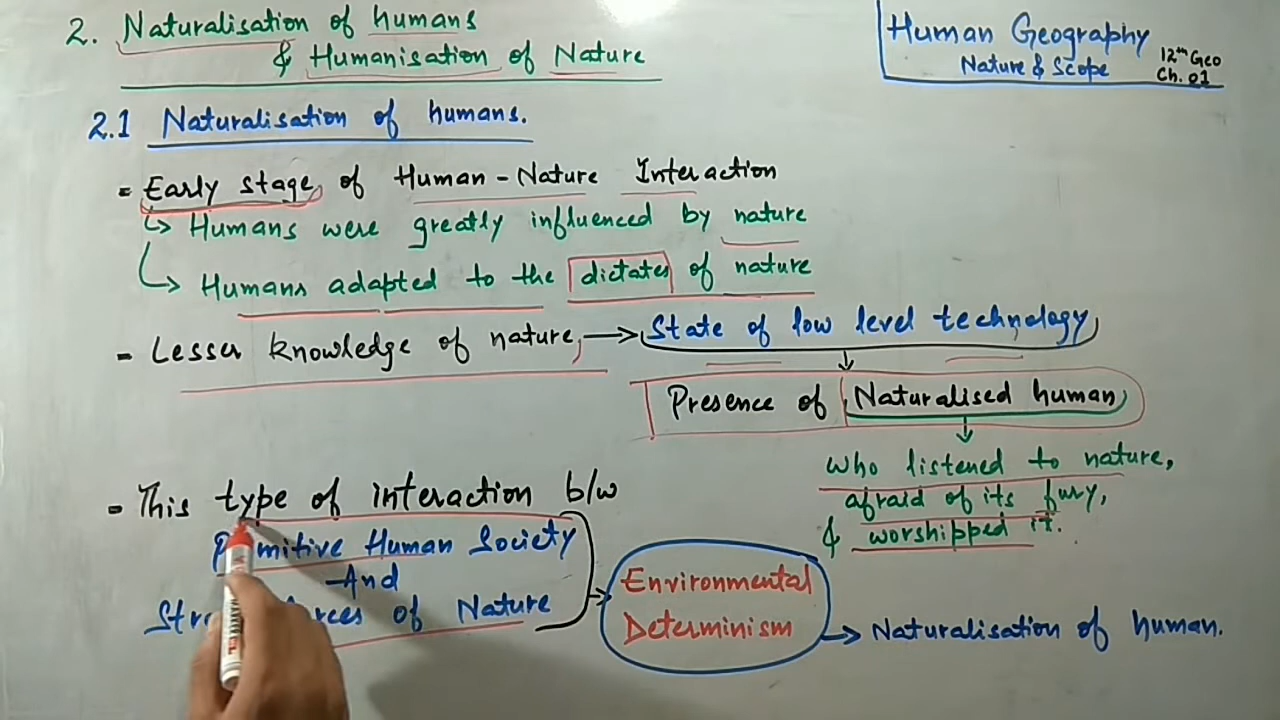 2. Naturalisation of humans
& Humanisation of Nature
Human Geography
Nature & Scope
12th Geo
Ch. 01
2.1 Naturalisation of humans.
= Early stage, of Human-Nature Interaction
↳ Humans were greatly influenced by nature
↳ Humans adapted to the dictates of nature
- Lesser knowledge of nature, → State of low level technology,
↓
Presence of Naturalised human,
↓
who listened to nature,
afraid of its fury,
& worshipped it.
= This type of interaction b/w
Human Society
And
of Nature
→ Environmental
Determinism
→ Naturalisation of human.